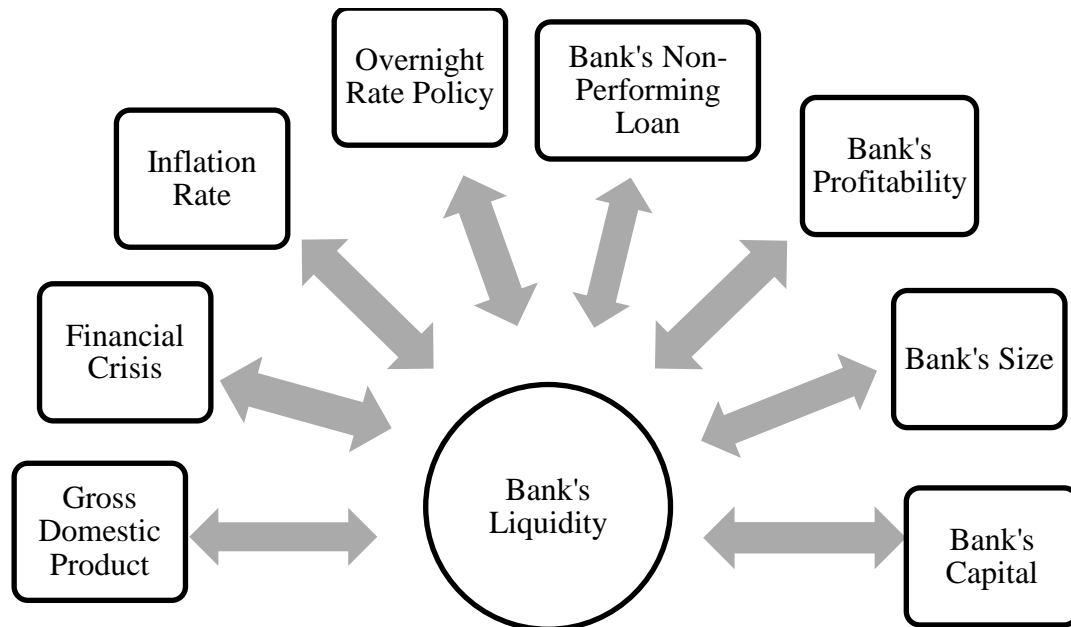 Overnight
Rate Policy
Bank's Non-
Performing
Loan
Inflation
Rate
Bank's
Profitability
Financial
Crisis
Bank's Size
Gross
Domestic
Product
Bank's
Liquidity
Bank's
Capital